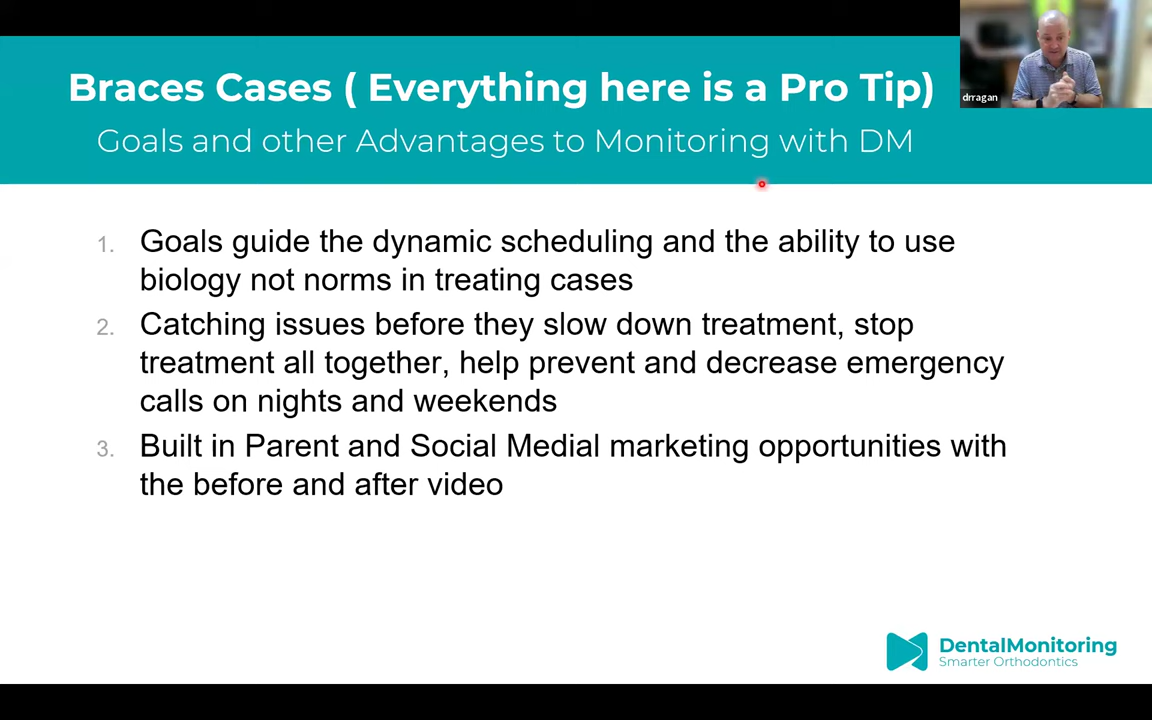 Braces Cases ( Everything here is a Pro Tip)
Goals and other Advantages to Monitoring with DM
drragan
1. Goals guide the dynamic scheduling and the ability to use
biology not norms in treating cases
2. Catching issues before they slow down treatment, stop
treatment all together, help prevent and decrease emergency
calls on nights and weekends
3. Built in Parent and Social Medial marketing opportunities with
the before and after video
DentalMonitoring
Smarter Orthodontics